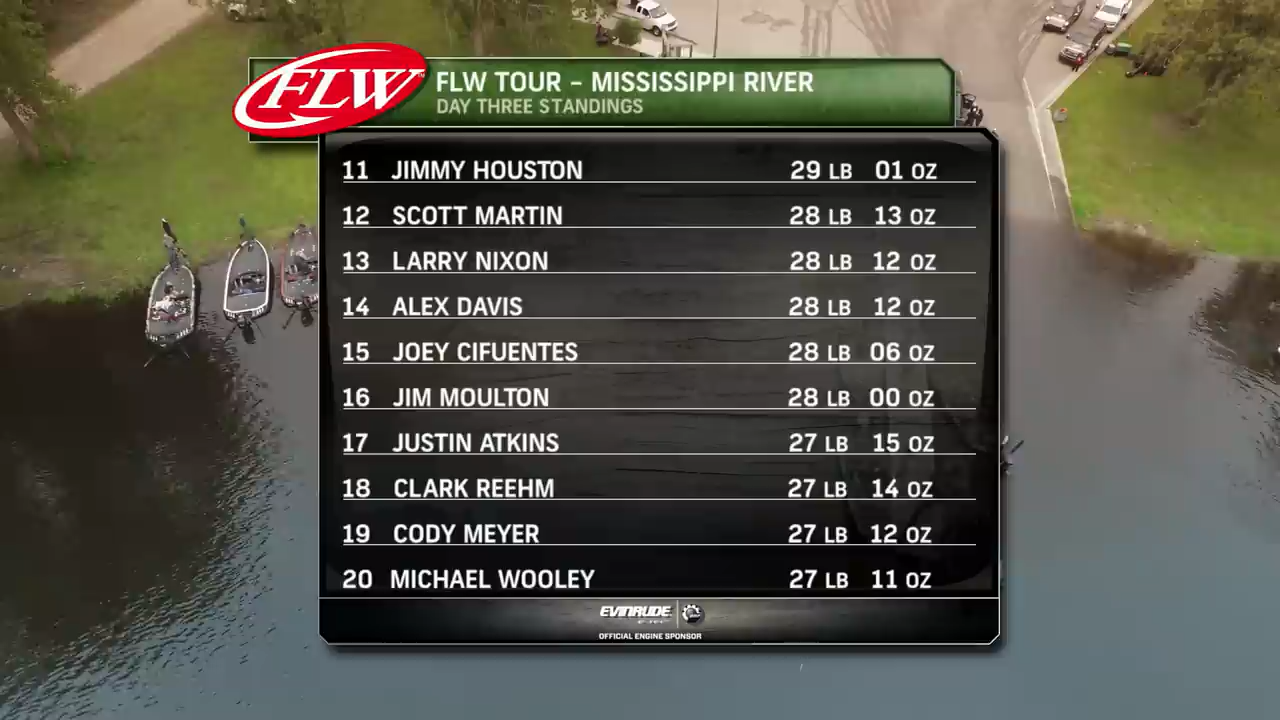 FLW
FLW TOUR – MISSISSIPPI RIVER
DAY THREE STANDINGS
11 JIMMY HOUSTON 29 LB 01 OZ
12 SCOTT MARTIN 28 LB 13 OZ
13 LARRY NIXON 28 LB 12 OZ
14 ALEX DAVIS 28 LB 12 OZ
15 JOEY CIFUENTES 28 LB 06 OZ
16 JIM MOULTON 28 LB 00 OZ
17 JUSTIN ATKINS 27 LB 15 OZ
18 CLARK REEHM 27 LB 14 OZ
19 CODY MEYER 27 LB 12 OZ
20 MICHAEL WOOLEY 27 LB 11 OZ
EVINRUDE
OFFICIAL ENGINE SPONSOR